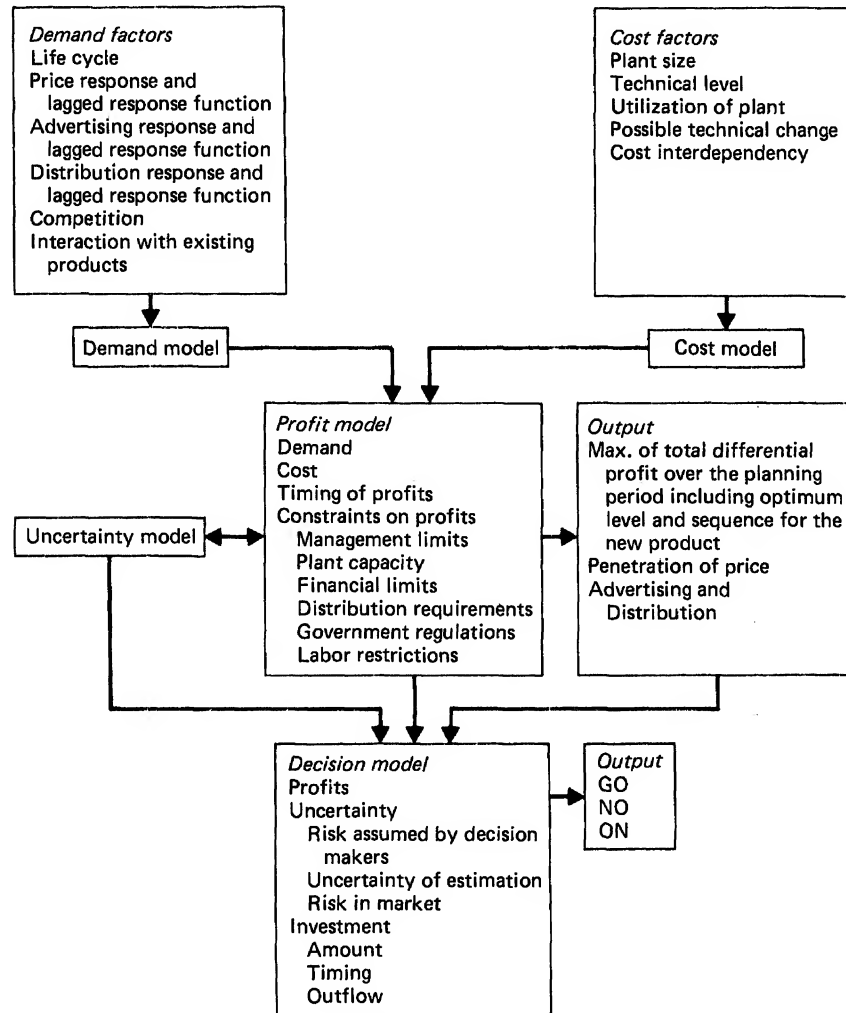 Demand factors
Life cycle
Price response and
lagged response function
Advertising response and
lagged response function
Distribution response and
lagged response function
Competition
Interaction with existing
products
Cost factors
Plant size
Technical level
Utilization of plant
Possible technical change
Cost interdependency
Demand model
Cost model
Profit model
Demand
Cost
Timing of profits
Constraints on profits
Management limits
Plant capacity
Financial limits
Distribution requirements
Government regulations
Labor restrictions
Output
Max. of total differential
profit over the planning
period including optimum
level and sequence for the
new product
Penetration of price
Advertising and
Distribution
Uncertainty model
Decision model
Profits
Uncertainty
Risk assumed by decision
makers
Uncertainty of estimation
Risk in market
Investment
Amount
Timing
Outflow
Output
GO
NO
ON